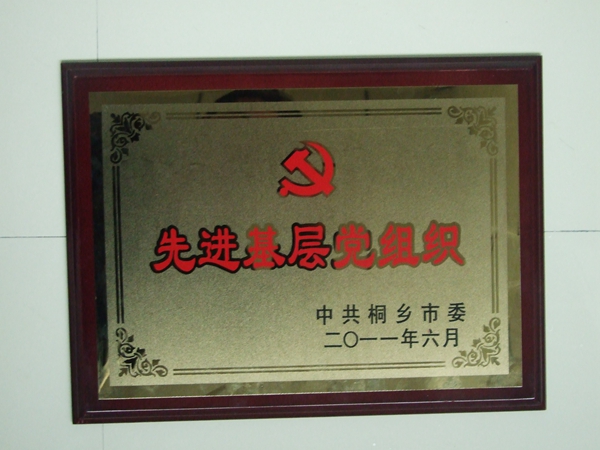 先进基层党组织
中共桐乡市委
二〇一一年六月